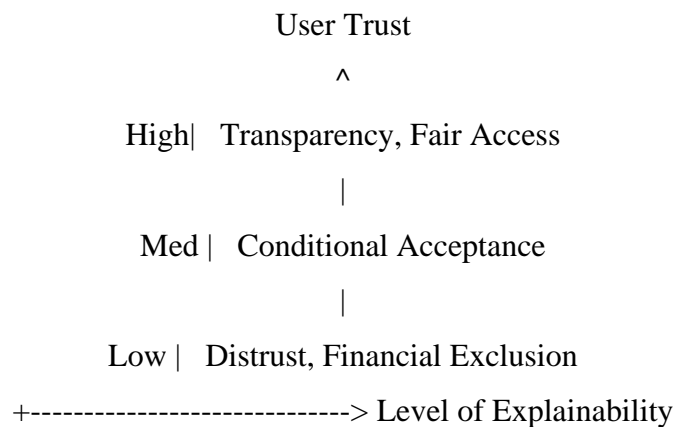 User Trust
^
High| Transparency, Fair Access
|
Med | Conditional Acceptance
|
Low | Distrust, Financial Exclusion
+------------------------------> Level of Explainability